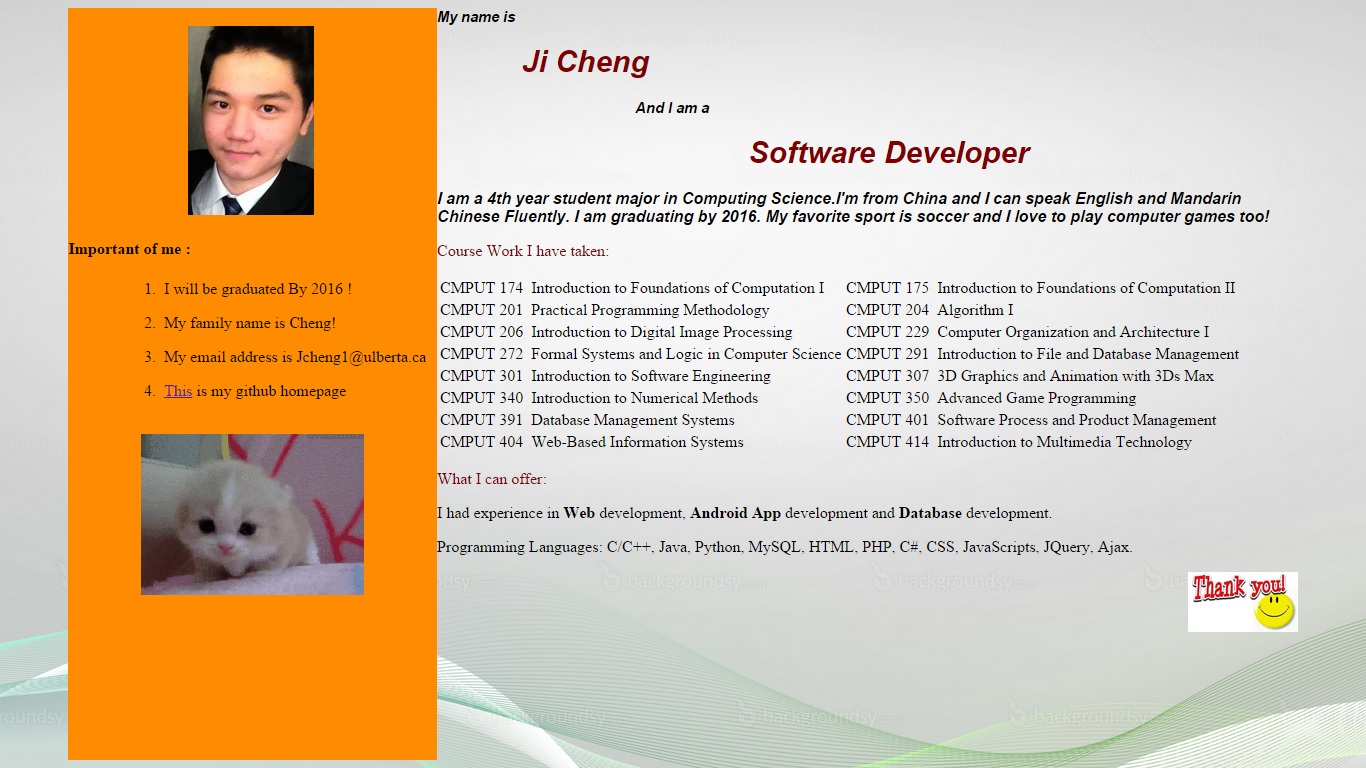 Important of me :
1. I will be graduated By 2016 !
2. My family name is Cheng!
3. My email address is Jcheng1@ulberta.ca
4. This is my github homepage
My name is
Ji Cheng
And I am a
Software Developer
I am a 4th year student major in Computing Science.I'm from China and I can speak English and Mandarin
Chinese Fluently. I am graduating by 2016. My favorite sport is soccer and I love to play computer games too!
Course Work I have taken:
CMPUT 174 Introduction to Foundations of Computation I CMPUT 175 Introduction to Foundations of Computation II
CMPUT 201 Practical Programming Methodology CMPUT 204 Algorithm I
CMPUT 206 Introduction to Digital Image Processing CMPUT 229 Computer Organization and Architecture I
CMPUT 272 Formal Systems and Logic in Computer Science CMPUT 291 Introduction to File and Database Management
CMPUT 301 Introduction to Software Engineering CMPUT 307 3D Graphics and Animation with 3Ds Max
CMPUT 340 Introduction to Numerical Methods CMPUT 350 Advanced Game Programming
CMPUT 391 Database Management Systems CMPUT 401 Software Process and Product Management
CMPUT 404 Web-Based Information Systems CMPUT 414 Introduction to Multimedia Technology
What I can offer:
I had experience in Web development, Android App development and Database development.
Programming Languages: C/C++, Java, Python, MySQL, HTML, PHP, C#, CSS, JavaScripts, JQuery, Ajax.
backgroundsy.com
backgroundsy.com
backgroundsy.com
Thank you!
backgroundsy.com
backgroundsy.com
backgroundsy.com